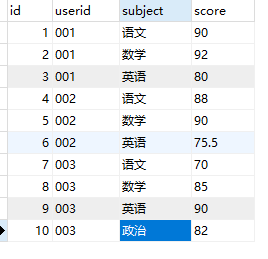 id userid subject score
1 001 语文 90
2 001 数学 92
3 001 英语 80
4 002 语文 88
5 002 数学 90
6 002 英语 75.5
7 003 语文 70
8 003 数学 85
9 003 英语 90
10 003 政治 82